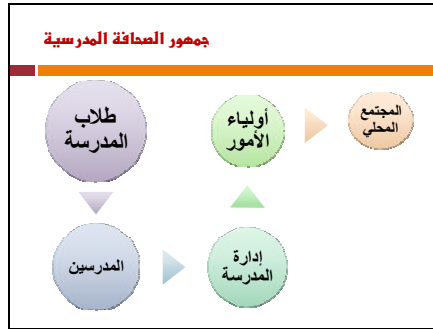 جمهور الصحافة المدرسية
طلاب
المدرسة
المدرسين
إدارة
المدرسة
أولياء
الأمور
المجتمع
المحلي